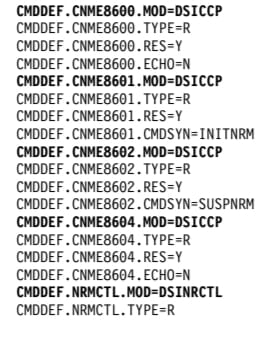 CMDDEF.CNME8600.MOD=DSICCP
CMDDEF.CNME8600.TYPE=R
CMDDEF.CNME8600.RES=Y
CMDDEF.CNME8600.ECHO=N
CMDDEF.CNME8601.MOD=DSICCP
CMDDEF.CNME8601.TYPE=R
CMDDEF.CNME8601.RES=Y
CMDDEF.CNME8601.CMDSYN=INITNRM
CMDDEF.CNME8602.MOD=DSICCP
CMDDEF.CNME8602.TYPE=R
CMDDEF.CNME8602.RES=Y
CMDDEF.CNME8602.CMDSYN=SUSPNRM
CMDDEF.CNME8604.MOD=DSICCP
CMDDEF.CNME8604.TYPE=R
CMDDEF.CNME8604.RES=Y
CMDDEF.CNME8604.ECHO=N
CMDDEF.NRMCTL.MOD=DSINRCTL
CMDDEF.NRMCTL.TYPE=R